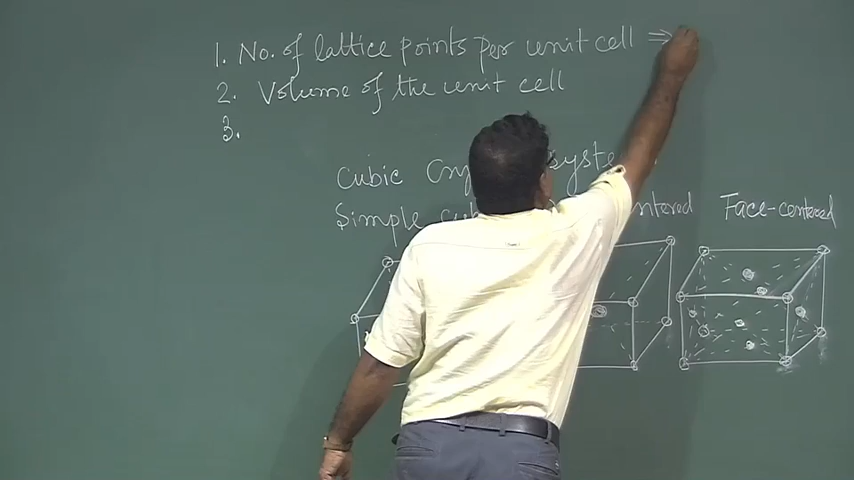 1. No. of lattice points per unit cell ⇒
2. Volume of the unit cell
3.
Cubic
Simple Face-centered